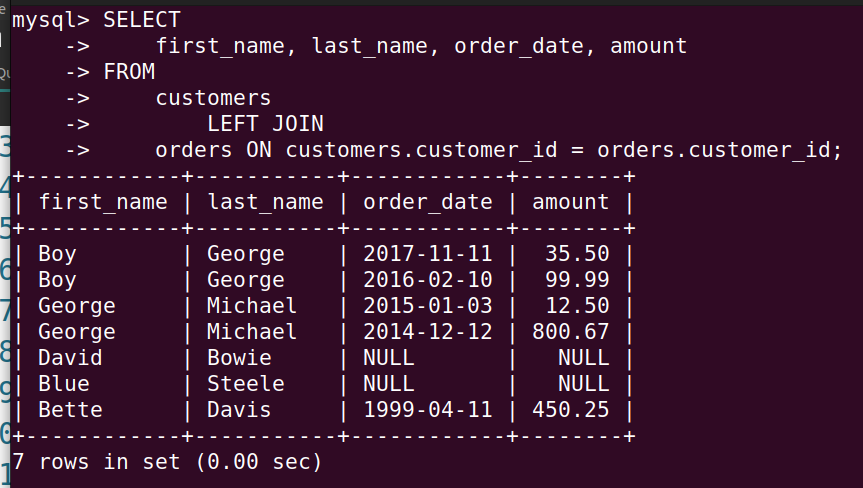 mysql> SELECT
    ->     first_name, last_name, order_date, amount
    -> FROM
    ->     customers
    ->         LEFT JOIN
    ->     orders ON customers.customer_id = orders.customer_id;
+------------+-----------+------------+--------+
| first_name | last_name | order_date | amount |
+------------+-----------+------------+--------+
| Boy        | George    | 2017-11-11 |  35.50 |
| Boy        | George    | 2016-02-10 |  99.99 |
| George     | Michael   | 2015-01-03 |  12.50 |
| George     | Michael   | 2014-12-12 | 800.67 |
| David      | Bowie     | NULL       |   NULL |
| Blue       | Steele    | NULL       |   NULL |
| Bette      | Davis     | 1999-04-11 | 450.25 |
+------------+-----------+------------+--------+
7 rows in set (0.00 sec)